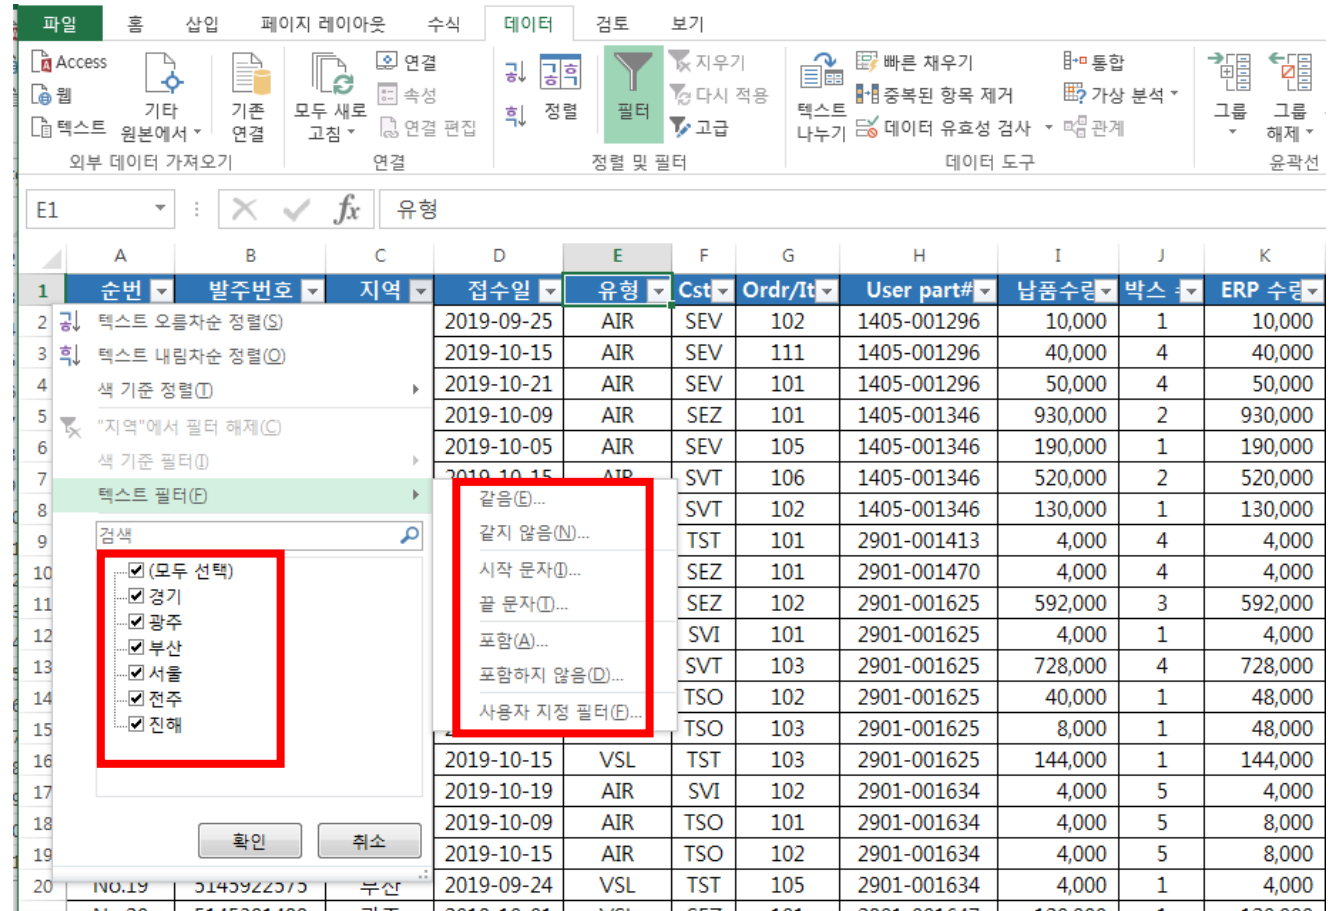 파일 홈 삽입 페이지 레이아웃 수식 데이터 검토 보기
Access
웹
텍스트
기타
원본에서
기존
연결
외부 데이터 가져오기
모두 새로
고침
연결
속성
연결 편집
연결
정렬
필터
지우기
다시 적용
고급
정렬 및 필터
텍스트
나누기
빠른 채우기
중복된 항목 제거
데이터 유효성 검사
통합
가상 분석
관계
데이터 도구
그룹
그룹
해제
윤곽선
E1 fx 유형
A B C D E F G H I J K
1 순번 발주번호 지역 접수일 유형 Cst Ordr/It User part# 납품수량 박스 ERP 수량
2 2019-09-25 AIR SEV 102 1405-001296 10,000 1 10,000
3 2019-10-15 AIR SEV 111 1405-001296 40,000 4 40,000
4 2019-10-21 AIR SEV 101 1405-001296 50,000 4 50,000
5 2019-10-09 AIR SEZ 101 1405-001346 930,000 2 930,000
6 2019-10-05 AIR SEV 105 1405-001346 190,000 1 190,000
7 2019-10-15 AIR SVT 106 1405-001346 520,000 2 520,000
8 SVT 102 1405-001346 130,000 1 130,000
9 TST 101 2901-001413 4,000 4 4,000
10 SEZ 101 2901-001470 4,000 4 4,000
11 SEZ 102 2901-001625 592,000 3 592,000
12 SVI 101 2901-001625 4,000 1 4,000
13 SVT 103 2901-001625 728,000 4 728,000
14 TSO 102 2901-001625 40,000 1 48,000
15 TSO 103 2901-001625 8,000 1 48,000
16 2019-10-15 VSL TST 103 2901-001625 144,000 1 144,000
17 2019-10-19 AIR SVI 102 2901-001634 4,000 5 4,000
18 2019-10-09 AIR TSO 101 2901-001634 4,000 5 8,000
19 2019-10-15 AIR TSO 102 2901-001634 4,000 5 8,000
20 No.19 5145922575 부산 2019-09-24 VSL TST 105 2901-001634 4,000 1 4,000
텍스트 오름차순 정렬(S)
텍스트 내림차순 정렬(O)
색 기준 정렬(T)
"지역"에서 필터 해제(C)
색 기준 필터(I)
텍스트 필터(F)
검색
(모두 선택)
경기
광주
부산
서울
전주
진해
확인 취소
같음(E)...
같지 않음(N)...
시작 문자(I)...
끝 문자(T)...
포함(A)...
포함하지 않음(D)...
사용자 지정 필터(F)...